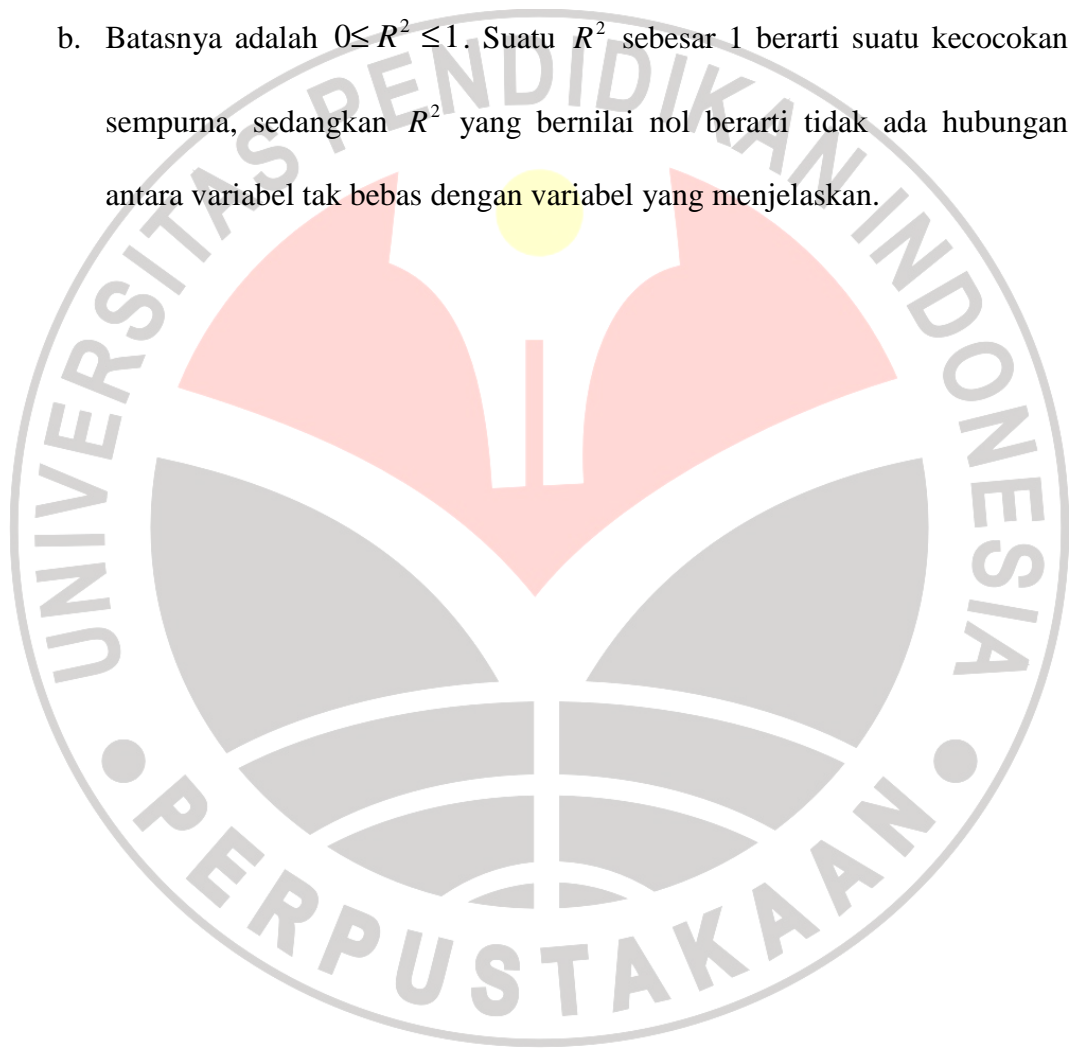 b. Batasnya adalah 0≤ R² ≤1. Suatu R² sebesar 1 berarti suatu kecocokan
sempurna, sedangkan R² yang bernilai nol berarti tidak ada hubungan
antara variabel tak bebas dengan variabel yang menjelaskan.
UNIVERSITAS PENDIDIKAN INDONESIA
PERPUSTAKAAN